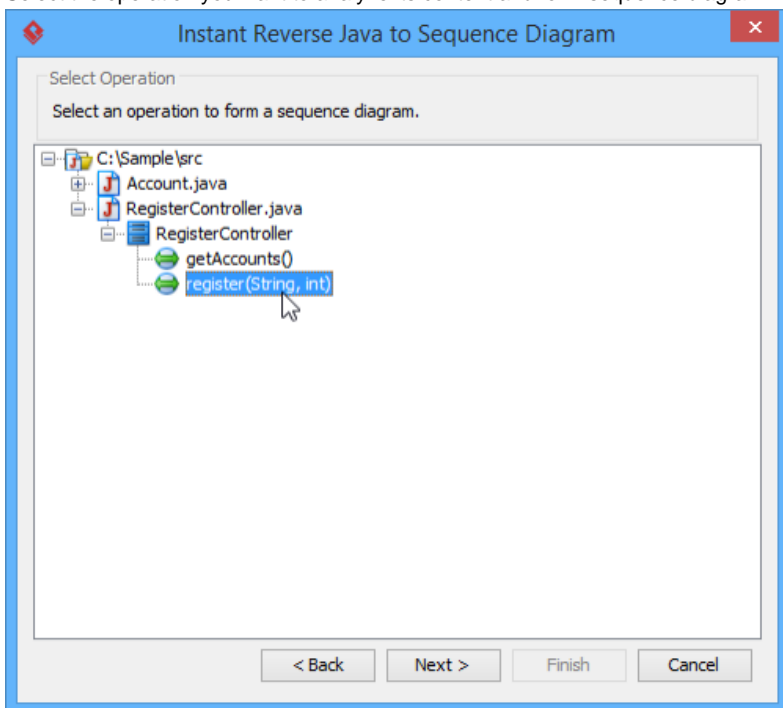 Instant Reverse Java to Sequence Diagram
Select Operation
Select an operation to form a sequence diagram.
C:\Sample\src
Account.java
RegisterController.java
RegisterController
getAccounts()
register(String, int)
< Back Next > Finish Cancel